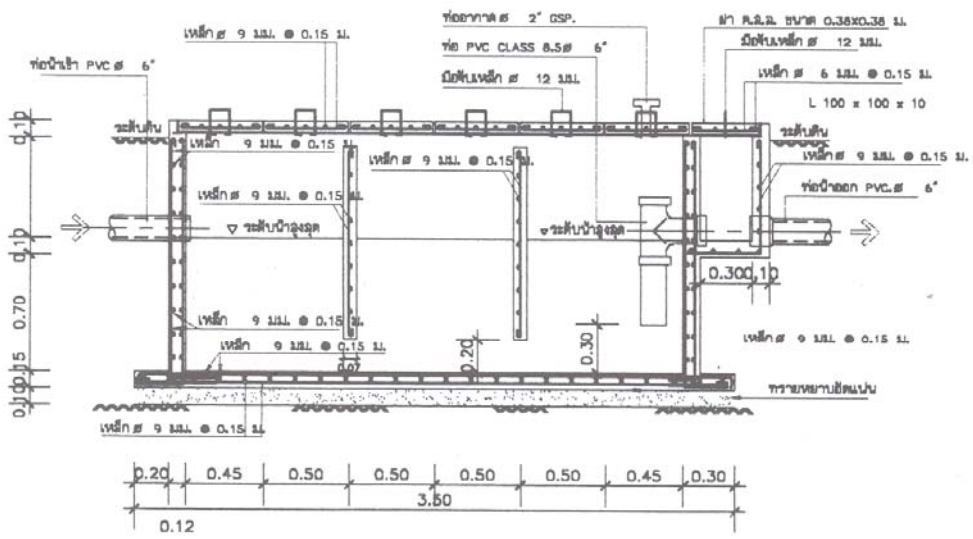 ท่ออากาศ ø 2" GSP.
ฝา ค.ส.ล. ขนาด 0.38x0.38 ม.
เหล็ก ø 9 มม. @ 0.15 ม.
ท่อ PVC CLASS 8.5ø 6"
มือจับเหล็ก ø 12 มม.
ท่อน้ำเข้า PVC ø 6"
มือจับเหล็ก ø 12 มม.
เหล็ก ø 6 มม. @ 0.15 ม.
L 100 x 100 x 10
0.10
ระดับดิน
ระดับดิน
เหล็ก 9 มม. @ 0.15 ม.
เหล็ก ø 9 มม. @ 0.15 ม.
เหล็ก ø 9 มม. @ 0.15 ม.
เหล็ก ø 9 มม. @ 0.15 ม.
ท่อน้ำออก PVC.ø 6"
ระดับน้ำสูงสุด
ระดับน้ำสูงสุด
0.10
0.30
0.10
0.70
เหล็ก 9 มม. @ 0.15 ม.
เหล็ก 9 มม. @ 0.15 ม.
0.20
0.30
เหล็ก ø 9 มม. @ 0.15 ม.
0.15
0.10
ทรายหยาบอัดแน่น
เหล็ก ø 9 มม. @ 0.15 ม.
0.20 0.45 0.50 0.50 0.50 0.50 0.45 0.30
3.50
0.12